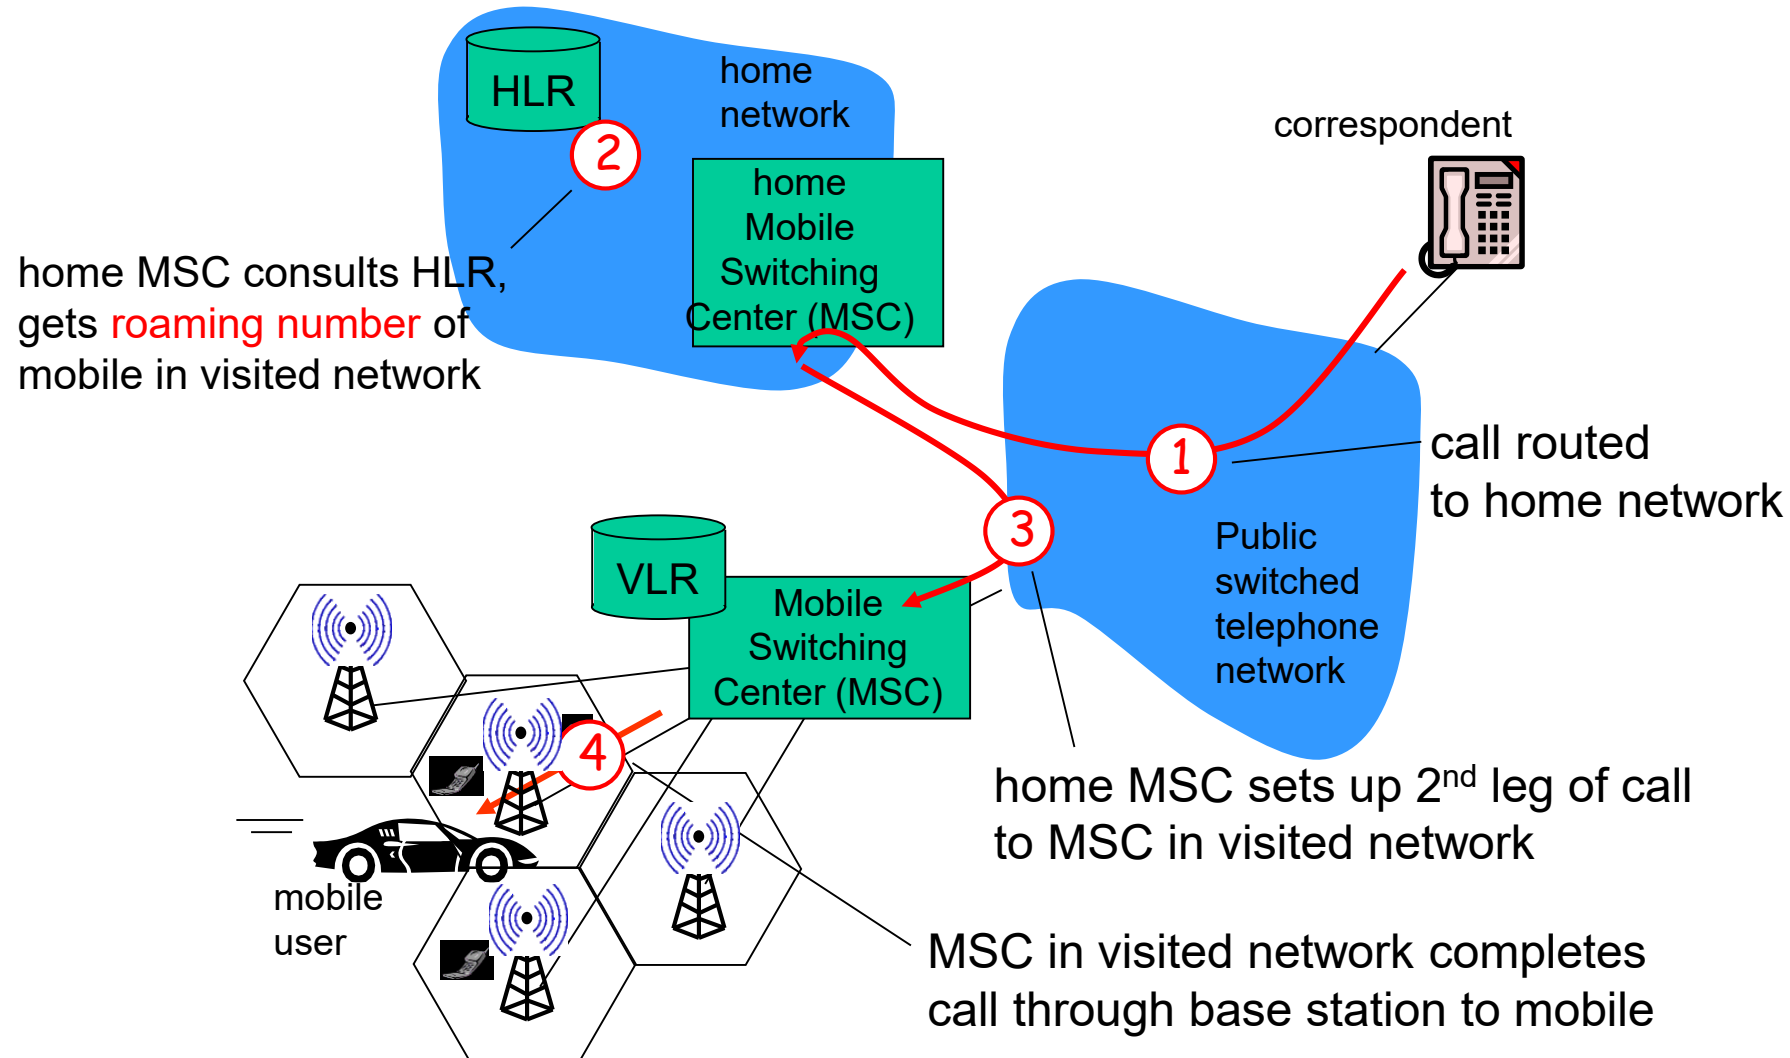 HLR
home
network
2
correspondent
home
Mobile
Switching
Center (MSC)
home MSC consults HLR,
gets roaming number of
mobile in visited network
1
call routed
to home network
3
Public
switched
telephone
network
VLR
Mobile
Switching
Center (MSC)
4
home MSC sets up 2nd leg of call
to MSC in visited network
mobile
user
MSC in visited network completes
call through base station to mobile